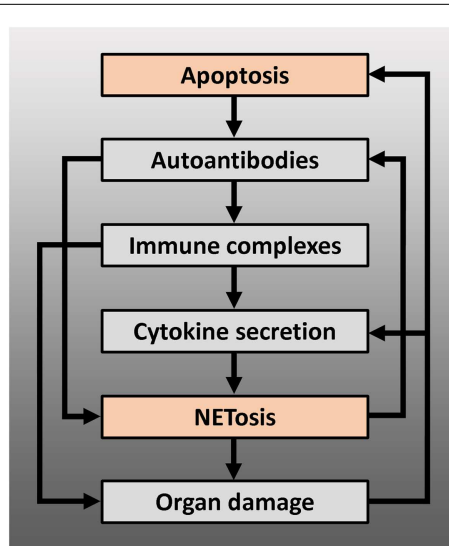 Apoptosis
Autoantibodies
Immune complexes
Cytokine secretion
NETosis
Organ damage